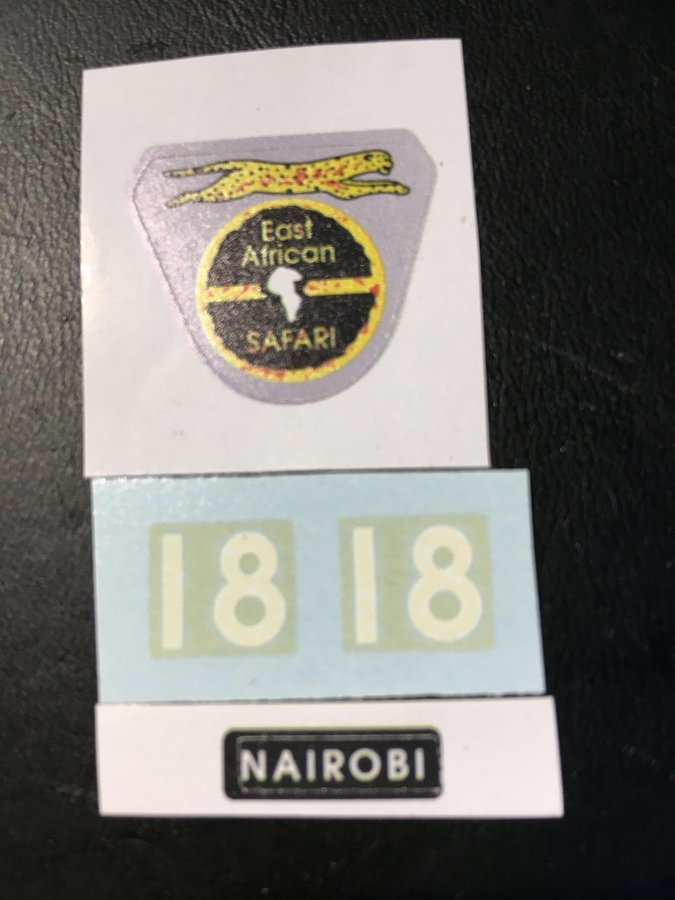 East
African
SAFARI
18 18
NAIROBI